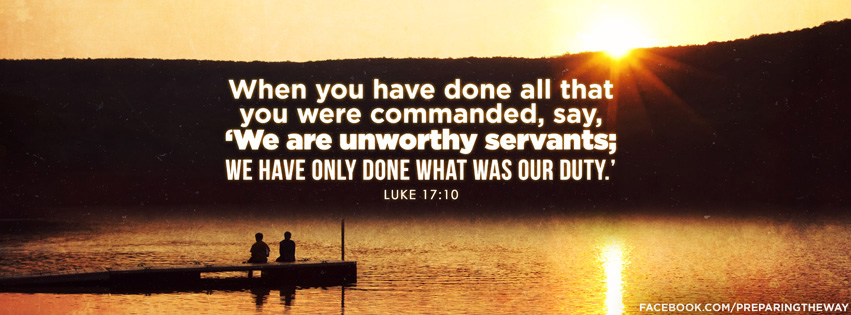 When you have done all that
you were commanded, say,
‘We are unworthy servants;
WE HAVE ONLY DONE WHAT WAS OUR DUTY.’
LUKE 17:10
FACEBOOK.COM/PREPARINGTHEWAY